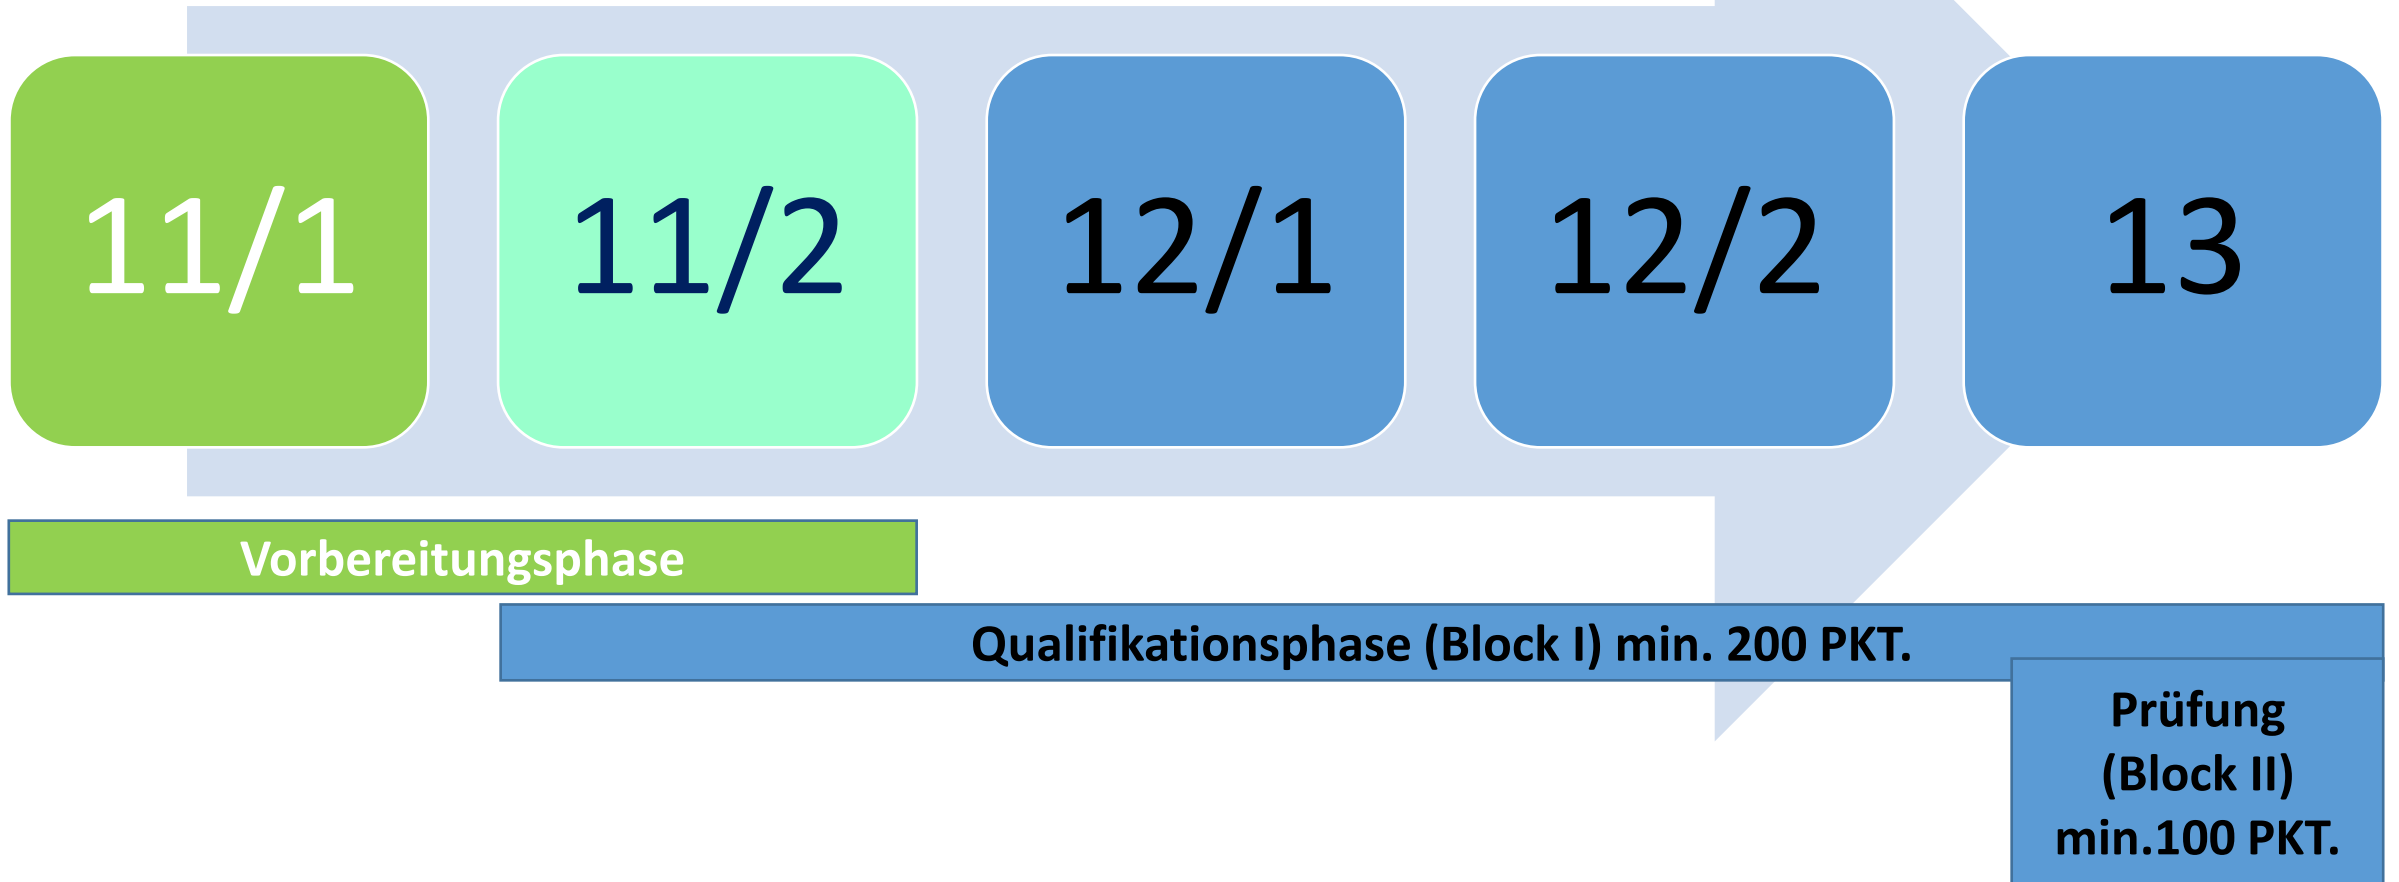 11/1
11/2
12/1
12/2
13
Vorbereitungsphase
Qualifikationsphase (Block I) min. 200 PKT.
Prüfung
(Block II)
min.100 PKT.